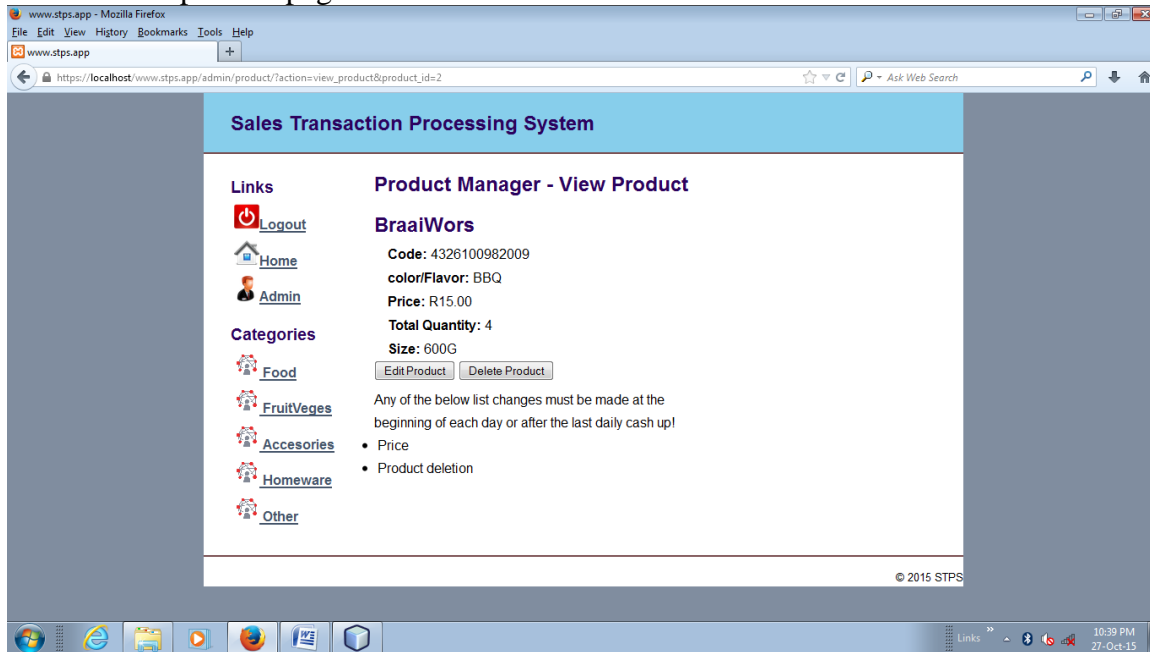 www.stps.app - Mozilla Firefox
File Edit View History Bookmarks Tools Help
www.stps.app
https://localhost/www.stps.app/admin/product/?action=view_product&product_id=2
Ask Web Search
Sales Transaction Processing System
Links
Logout
Home
Admin
Categories
Food
FruitVeges
Accesories
Homeware
Other
Product Manager - View Product
BraaiWors
Code: 4326100982009
color/Flavor: BBQ
Price: R15.00
Total Quantity: 4
Size: 600G
Edit Product Delete Product
Any of the below list changes must be made at the
beginning of each day or after the last daily cash up!
• Price
• Product deletion
© 2015 STPS
Links
10:39 PM
27-Oct-15